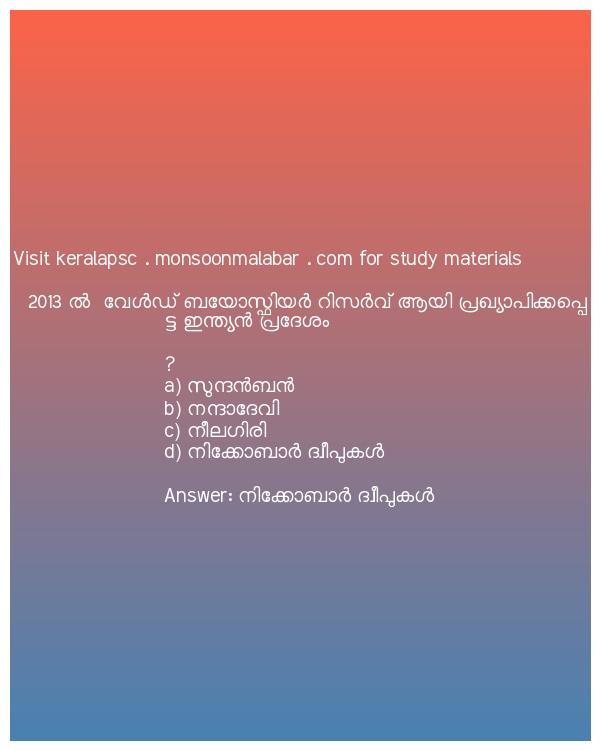 Visit keralapsc . monsoonmalabar . com for study materials
2013 ൽ വേൾഡ് ബയോസ്ഫിയർ റിസർവ് ആയി പ്രഖ്യാപിക്കപ്പെ
ട്ട ഇന്ത്യൻ പ്രദേശം
?
a) സുന്ദൻബൻ
b) നന്ദാദേവി
c) നീലഗിരി
d) നിക്കോബാർ ദ്വീപുകൾ
Answer: നിക്കോബാർ ദ്വീപുകൾ